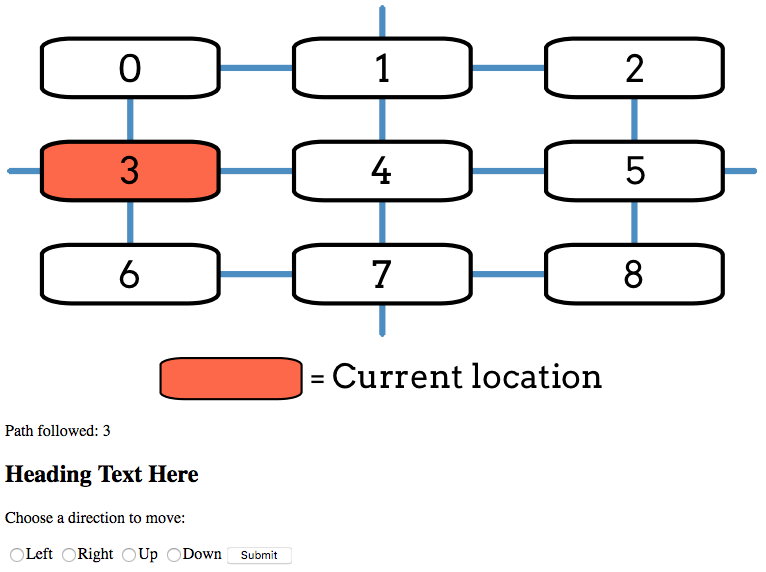 0 1 2
3 4 5
6 7 8
= Current location
Path followed: 3
Heading Text Here
Choose a direction to move:
Left Right Up Down Submit